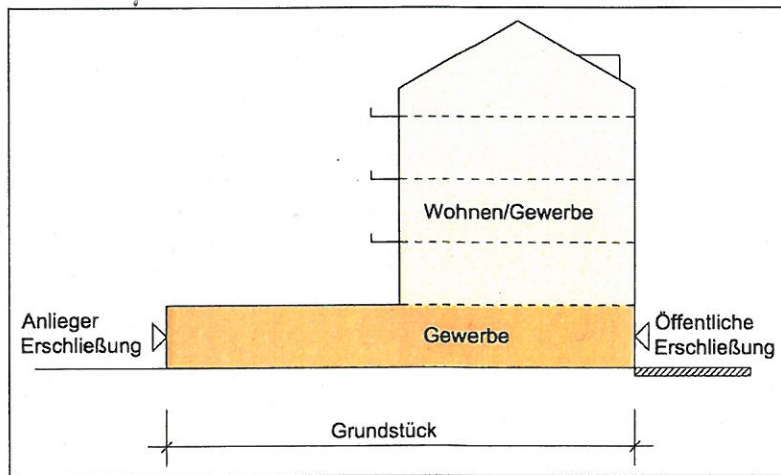 Wohnen/Gewerbe
Anlieger
Erschließung
Gewerbe
Öffentliche
Erschließung
Grundstück